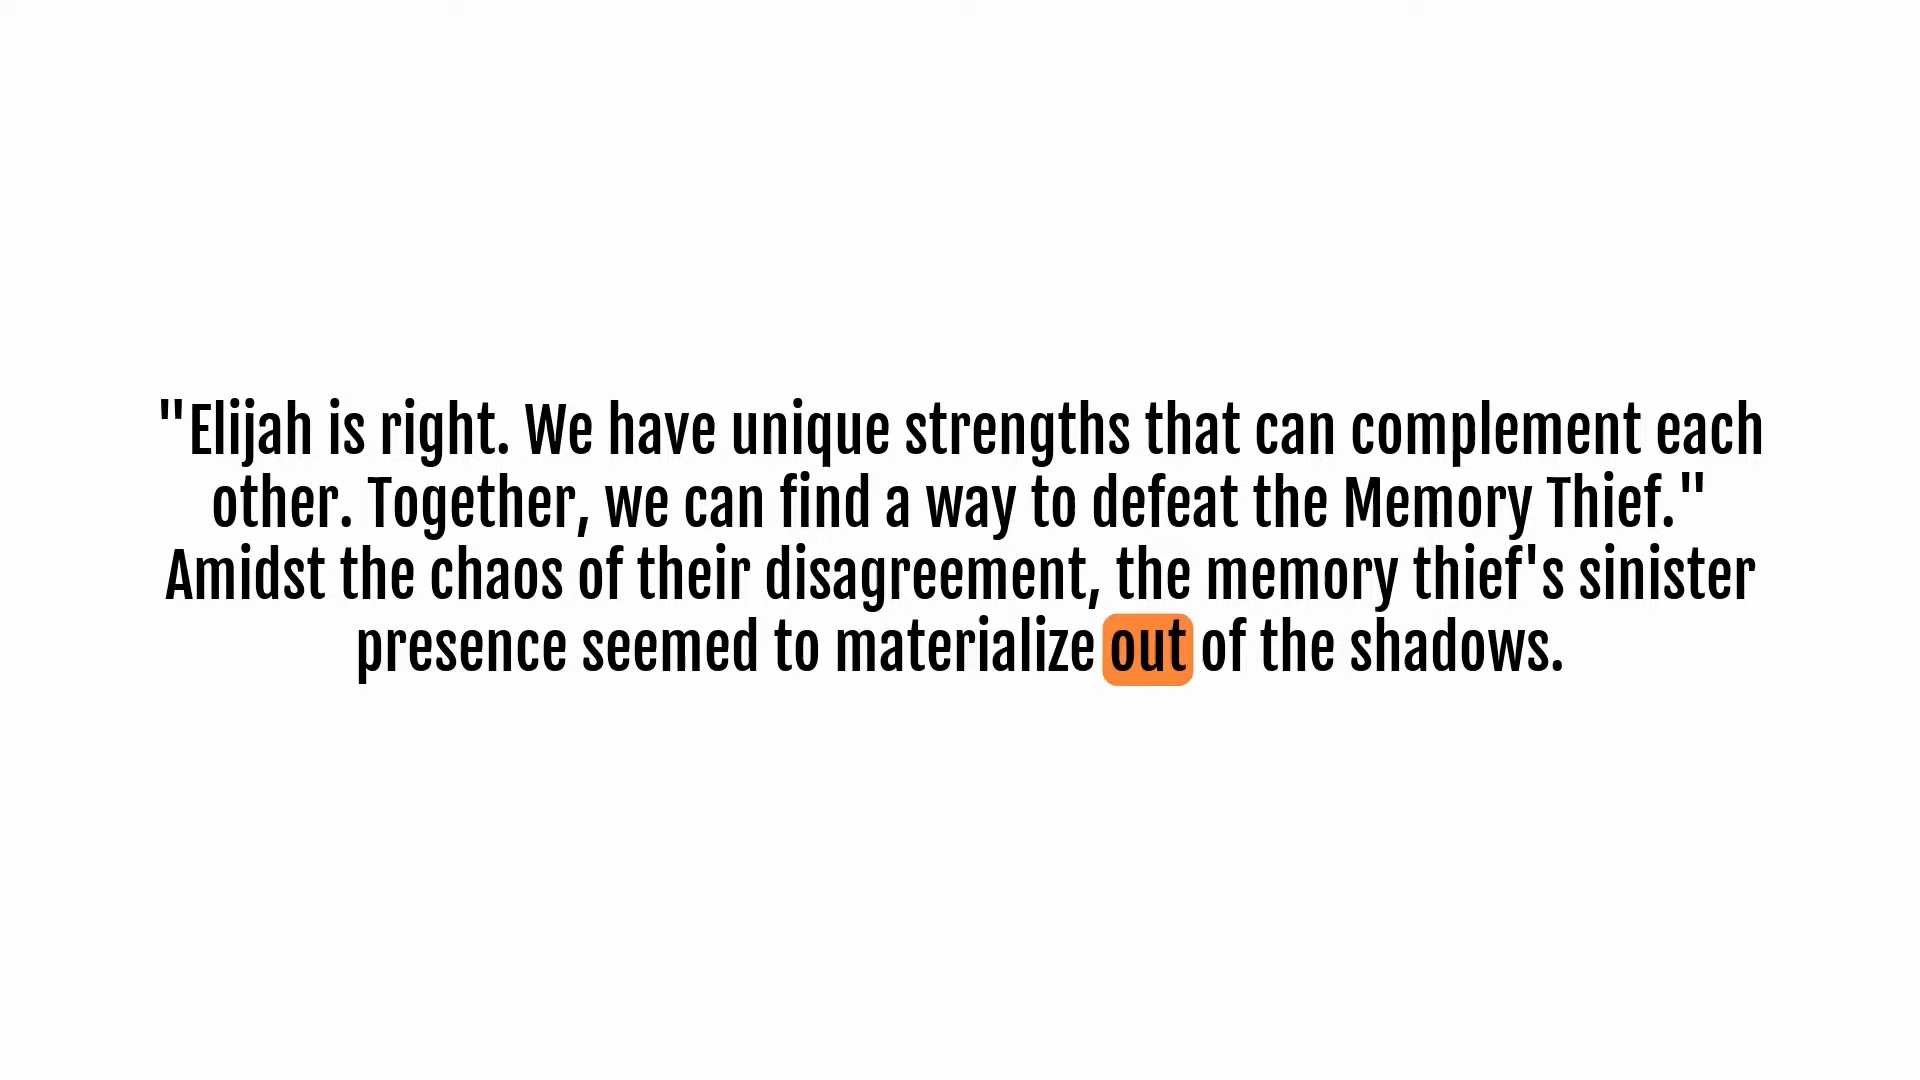 "Elijah is right. We have unique strengths that can complement each
other. Together, we can find a way to defeat the Memory Thief."
Amidst the chaos of their disagreement, the memory thief's sinister
presence seemed to materialize out of the shadows.